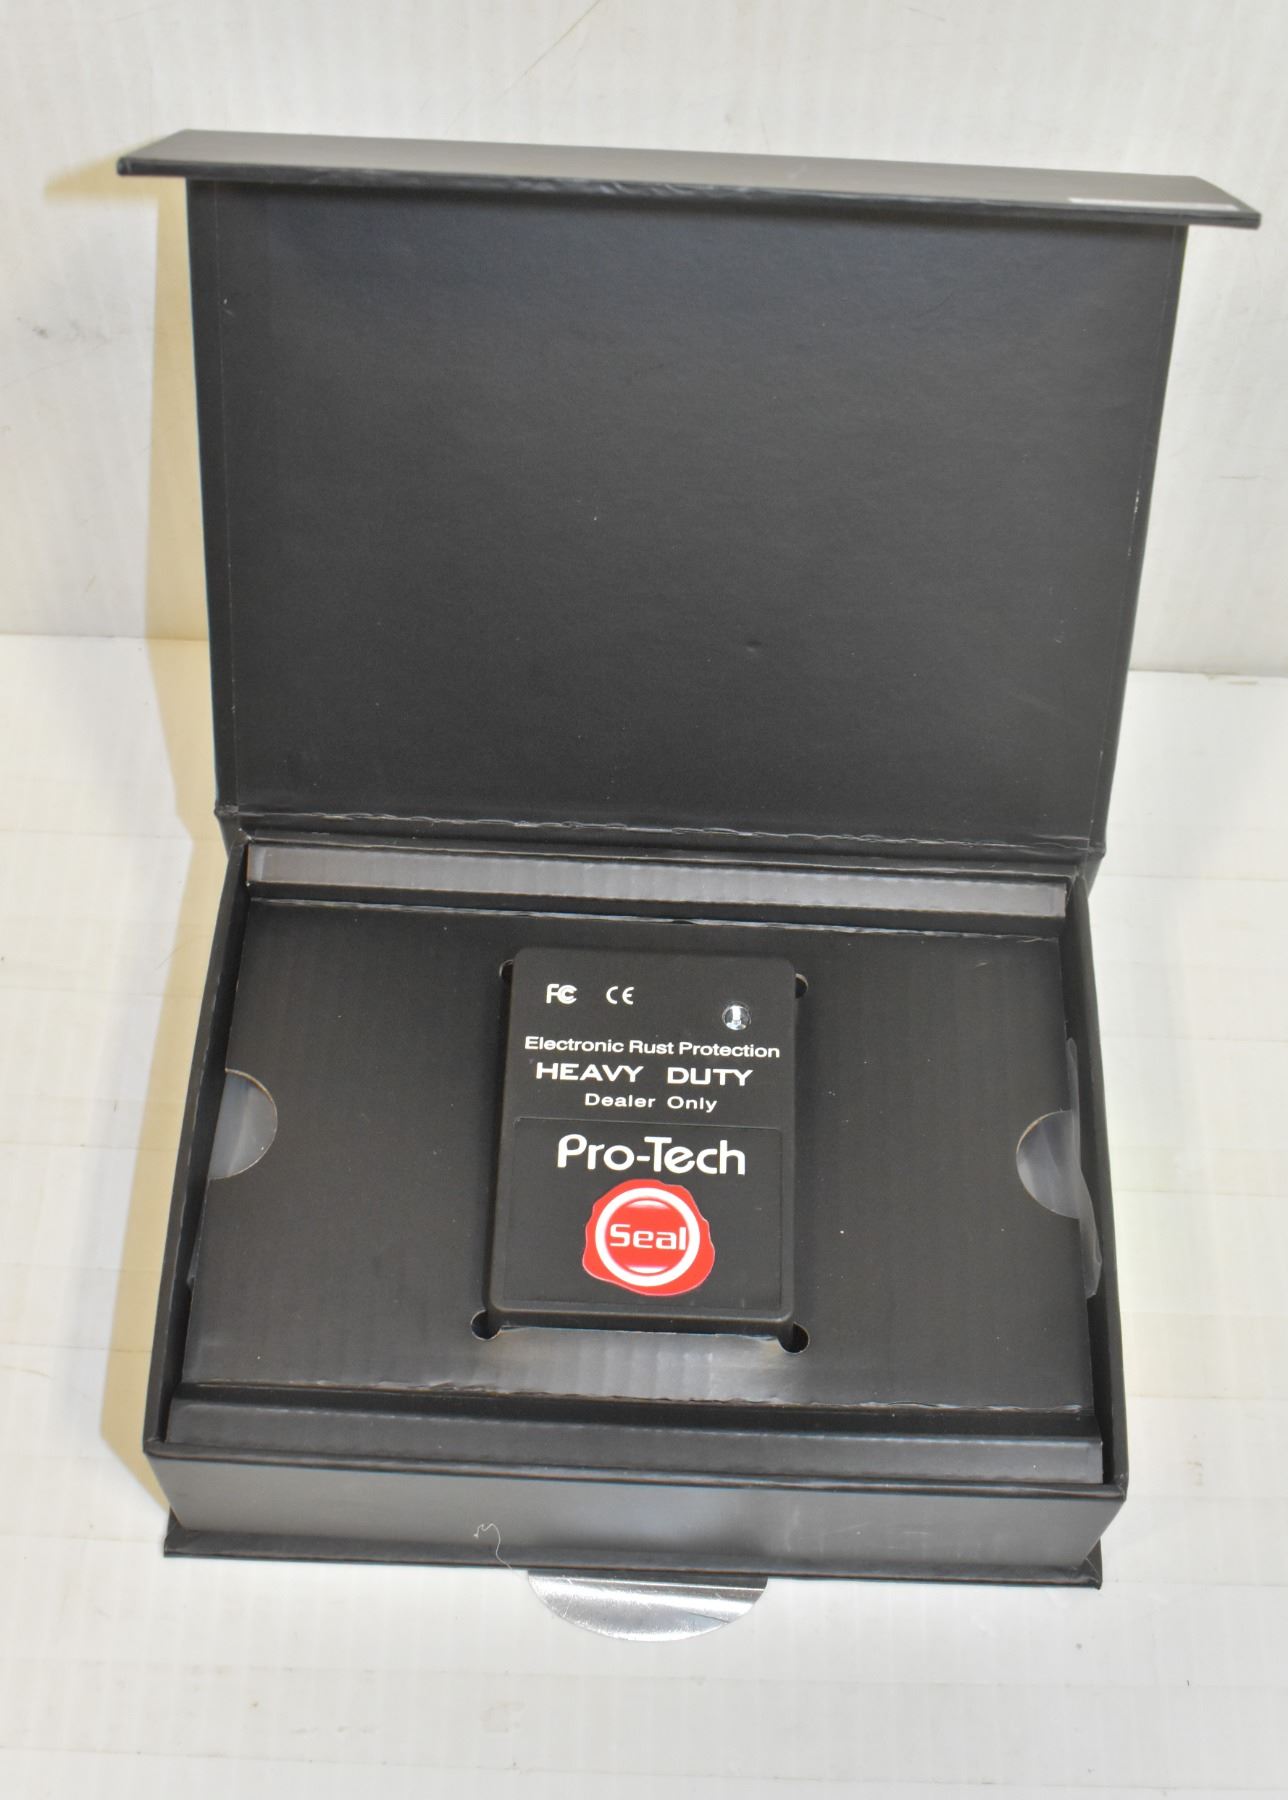 FC CE
Electronic Rust Protection
HEAVY DUTY
Dealer Only
Pro-Tech
Seal